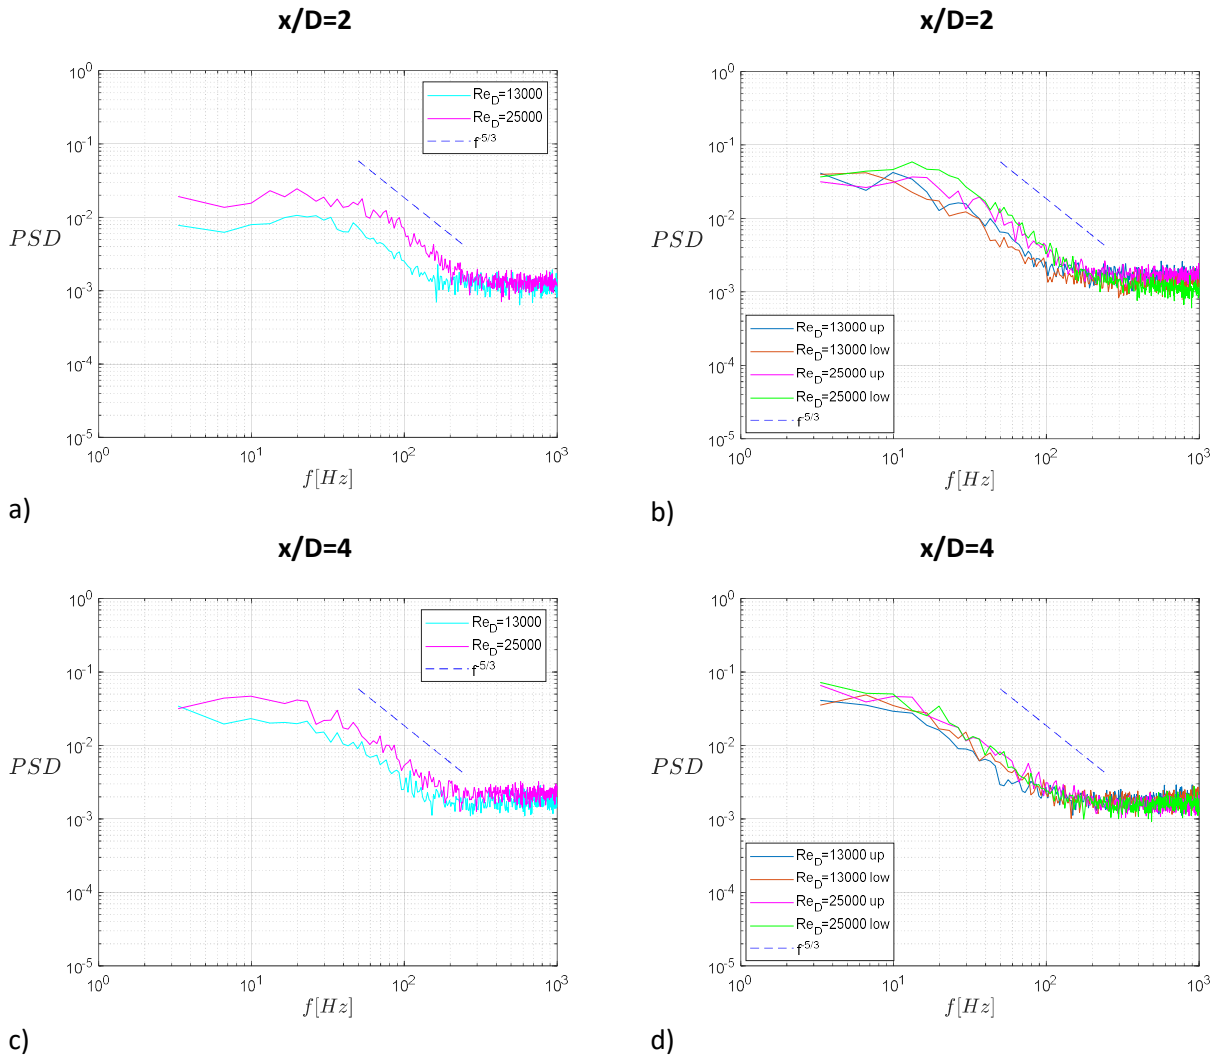 x/D=2
10^0
10^-1
10^-2
10^-3
10^-4
10^-5
PSD
10^0 10^1 10^2 10^3
f[Hz]
Re_D=13000
Re_D=25000
f^-5/3
a)
x/D=2
10^0
10^-1
10^-2
10^-3
10^-4
10^-5
PSD
10^0 10^1 10^2 10^3
f[Hz]
Re_D=13000 up
Re_D=13000 low
Re_D=25000 up
Re_D=25000 low
f^-5/3
b)
x/D=4
10^0
10^-1
10^-2
10^-3
10^-4
10^-5
PSD
10^0 10^1 10^2 10^3
f[Hz]
Re_D=13000
Re_D=25000
f^-5/3
c)
x/D=4
10^0
10^-1
10^-2
10^-3
10^-4
10^-5
PSD
10^0 10^1 10^2 10^3
f[Hz]
Re_D=13000 up
Re_D=13000 low
Re_D=25000 up
Re_D=25000 low
f^-5/3
d)